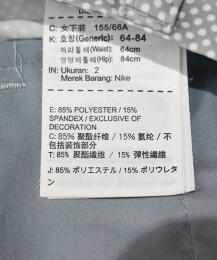 C: 女下装 155/66A
K: 호칭(Generic): 64-84
허리둘레(Waist): 64cm
엉덩이둘레(Hip): 84cm
IN: Ukuran: 2
Merek Barang: Nike
E: 85% POLYESTER / 15%
SPANDEX / EXCLUSIVE OF
DECORATION
C: 85% 聚酯纤维 / 15% 氨纶 / 不
包括装饰部分
T: 85% 聚酯纖維 / 15% 彈性纖維
J: 85% ポリエステル / 15% ポリウレタ
ン